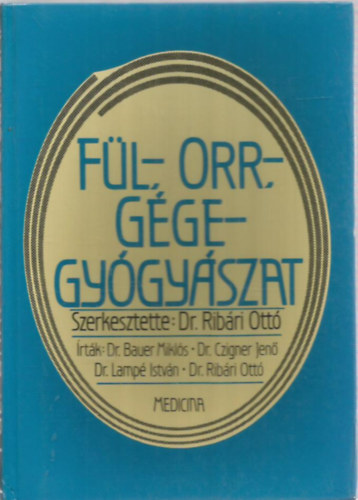 FÜL-, ORR-,
GÉGE-
GYÓGYÁSZAT
Szerkesztette: Dr. Ribári Ottó
Írták: Dr. Bauer Miklós • Dr. Czigner Jenő
Dr. Lampé István • Dr. Ribári Ottó
MEDICINA